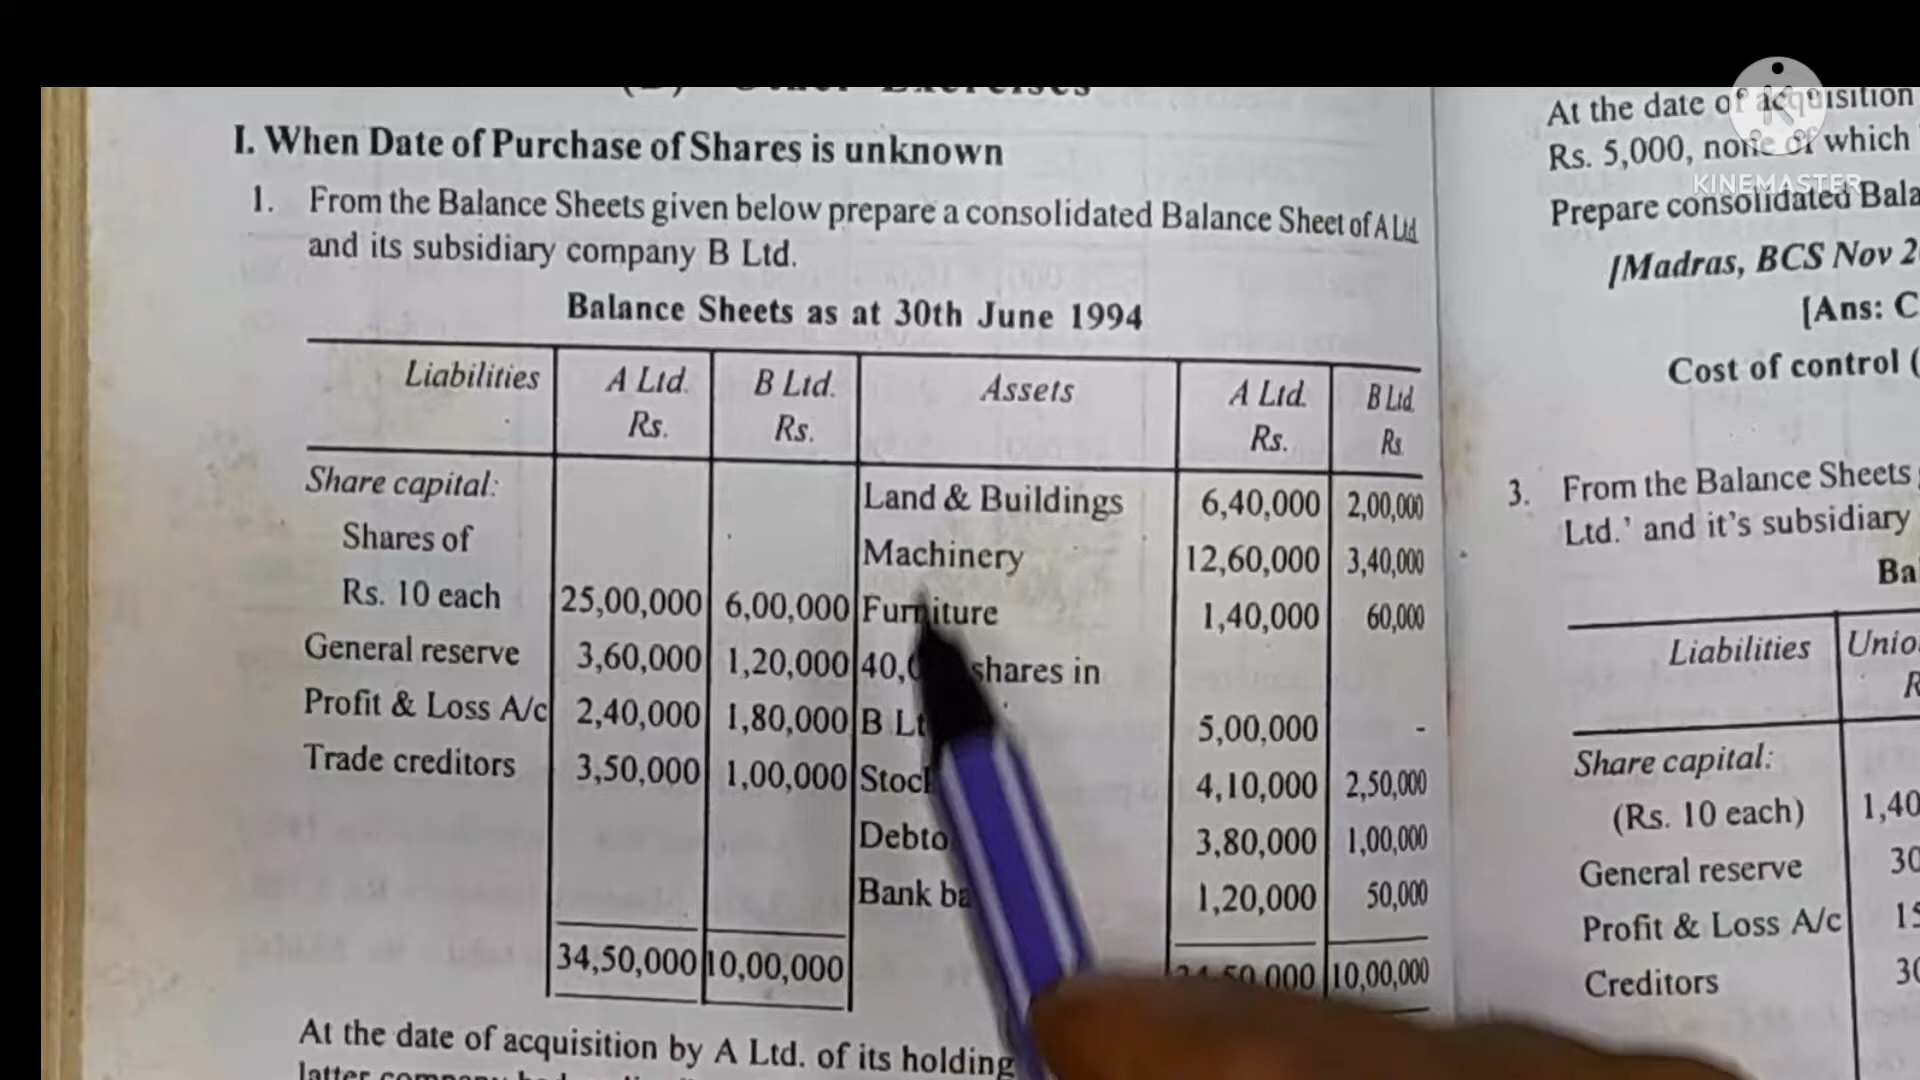 I. When Date of Purchase of Shares is unknown
1. From the Balance Sheets given below prepare a consolidated Balance Sheet of A Ltd
and its subsidiary company B Ltd.
Balance Sheets as at 30th June 1994
Liabilities A Ltd. B Ltd. Assets A Ltd. B Ltd
Rs. Rs. Rs. Rs
Share capital: Land & Buildings 6,40,000 2,00,000
Shares of Machinery 12,60,000 3,40,000
Rs. 10 each 25,00,000 6,00,000 Furniture 1,40,000 60,000
General reserve 3,60,000 1,20,000 shares in
Profit & Loss A/c 2,40,000 1,80,000 B 5,00,000 -
Trade creditors 3,50,000 1,00,000 4,10,000 2,50,000
3,80,000 1,00,000
Bank 1,20,000 50,000
34,50,000 10,00,000 10,00,000
At the date of acquisition by A Ltd. of its holding
At the date of acquisition
Rs. 5,000, none of which
KINEMASTER
Prepare consolidated
[Madras, BCS Nov
[Ans:
Cost of control (
3. From the Balance Sheets
Ltd.' and it's subsidiary
Liabilities
Share capital:
(Rs. 10 each)
General reserve
Profit & Loss A/c
Creditors